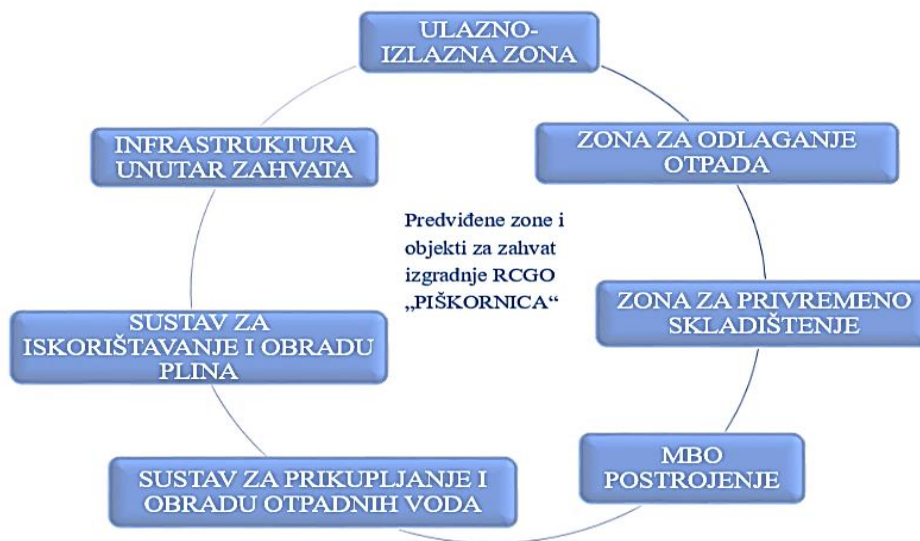 ULAZNO-
IZLAZNA ZONA
ZONA ZA ODLAGANJE
OTPADA
ZONA ZA PRIVREMENO
SKLADIŠTENJE
MBO
POSTROJENJE
SUSTAV ZA PRIKUPLJANJE I
OBRADU OTPADNIH VODA
SUSTAV ZA
ISKORIŠTAVANJE I OBRADU
PLINA
INFRASTRUKTURA
UNUTAR ZAHVATA
Predviđene zone i
objekti za zahvat
izgradnje RCGO
„PIŠKORNICA“